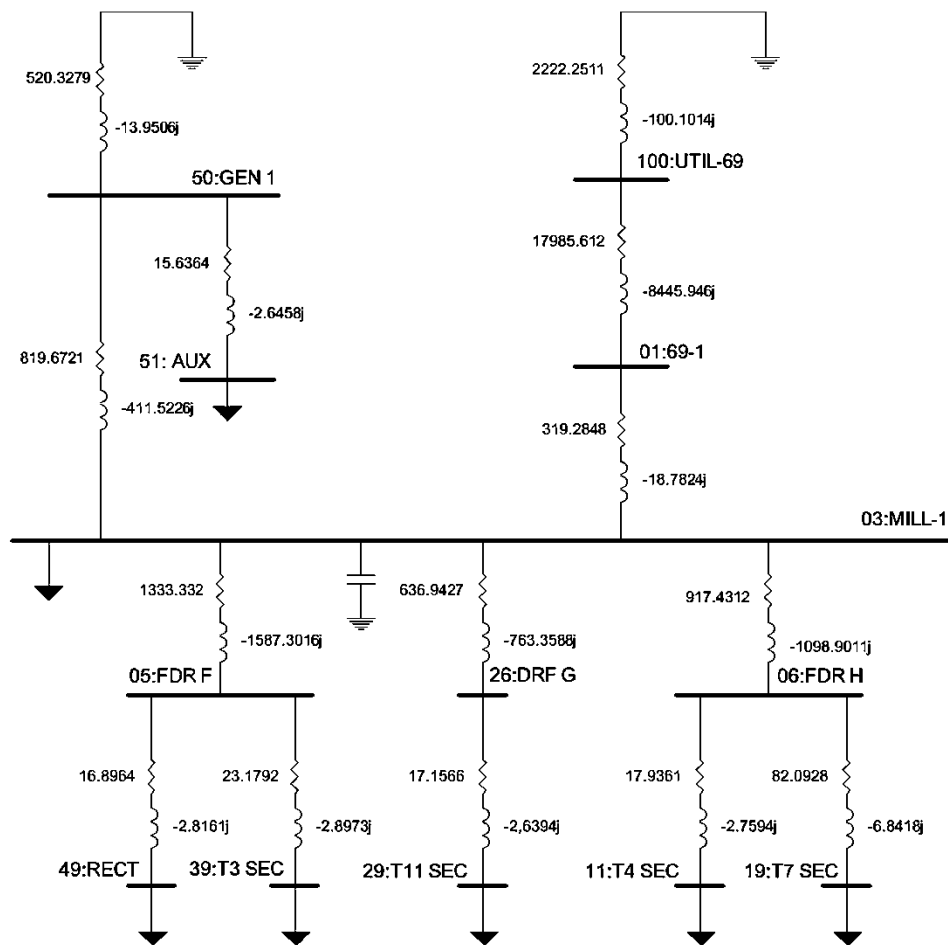 520.3279
-13.9506j
50:GEN 1
15.6364
-2.6458j
51: AUX
819.6721
-411.5226j
2222.2511
-100.1014j
100:UTIL-69
17985.612
-8445.946j
01:69-1
319.2848
-18.7824j
03:MILL-1
1333.332
-1587.3016j
05:FDR F
636.9427
-763.3588j
26:DRF G
917.4312
-1098.9011j
06:FDR H
16.8964
-2.8161j
49:RECT
23.1792
-2.8973j
39:T3 SEC
17.1566
-2,6394j
29:T11 SEC
17.9361
-2.7594j
11:T4 SEC
82.0928
-6.8418j
19:T7 SEC